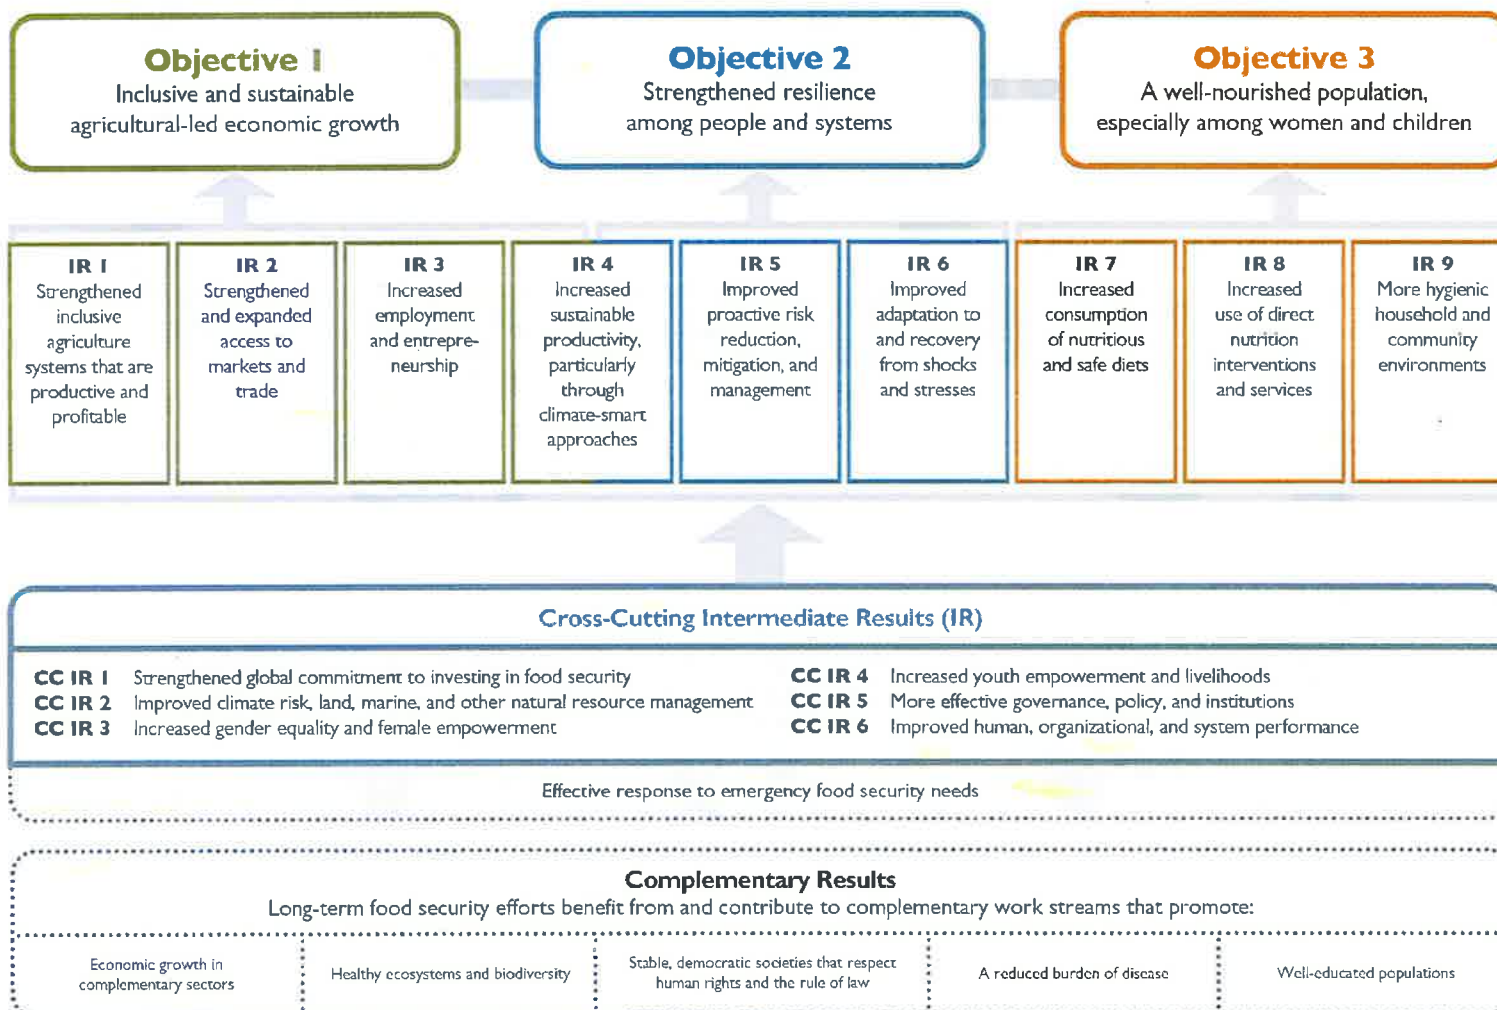 Objective 1
Inclusive and sustainable
agricultural-led economic growth
Objective 2
Strengthened resilience
among people and systems
Objective 3
A well-nourished population,
especially among women and children
IR 1
Strengthened
inclusive
agriculture
systems that are
productive and
profitable
IR 2
Strengthened
and expanded
access to
markets and
trade
IR 3
Increased
employment
and entrepre-
neurship
IR 4
Increased
sustainable
productivity,
particularly
through
climate-smart
approaches
IR 5
Improved
proactive risk
reduction,
mitigation, and
management
IR 6
Improved
adaptation to
and recovery
from shocks
and stresses
IR 7
Increased
consumption
of nutritious
and safe diets
IR 8
Increased
use of direct
nutrition
interventions
and services
IR 9
More hygienic
household and
community
environments
Cross-Cutting Intermediate Results (IR)
CC IR 1 Strengthened global commitment to investing in food security
CC IR 2 Improved climate risk, land, marine, and other natural resource management
CC IR 3 Increased gender equality and female empowerment
CC IR 4 Increased youth empowerment and livelihoods
CC IR 5 More effective governance, policy, and institutions
CC IR 6 Improved human, organizational, and system performance
Effective response to emergency food security needs
Complementary Results
Long-term food security efforts benefit from and contribute to complementary work streams that promote:
Economic growth in
complementary sectors
Healthy ecosystems and biodiversity
Stable, democratic societies that respect
human rights and the rule of law
A reduced burden of disease
Well-educated populations